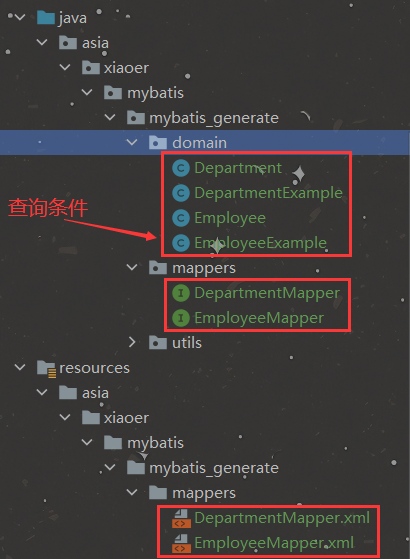 java
asia
xiaoer
mybatis
mybatis_generate
domain
Department
DepartmentExample
Employee
查询条件
EmployeeExample
mappers
DepartmentMapper
EmployeeMapper
utils
resources
asia
xiaoer
mybatis
mybatis_generate
mappers
DepartmentMapper.xml
EmployeeMapper.xml